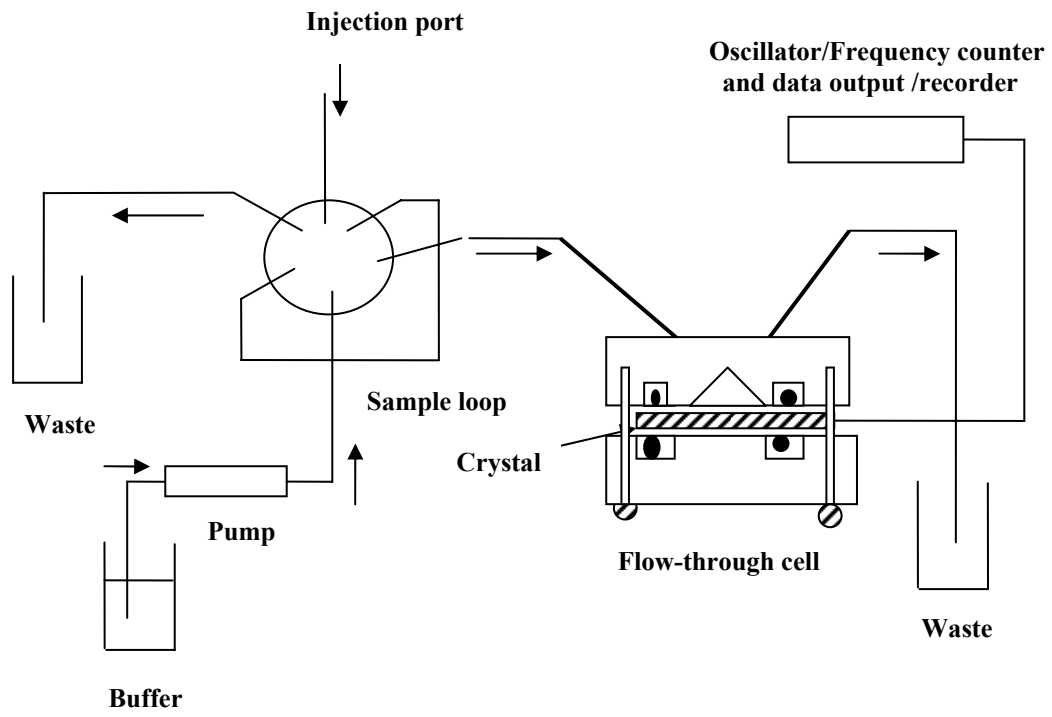 Injection port
Oscillator/Frequency counter
and data output /recorder
Sample loop
Waste
Crystal
Pump
Flow-through cell
Waste
Buffer